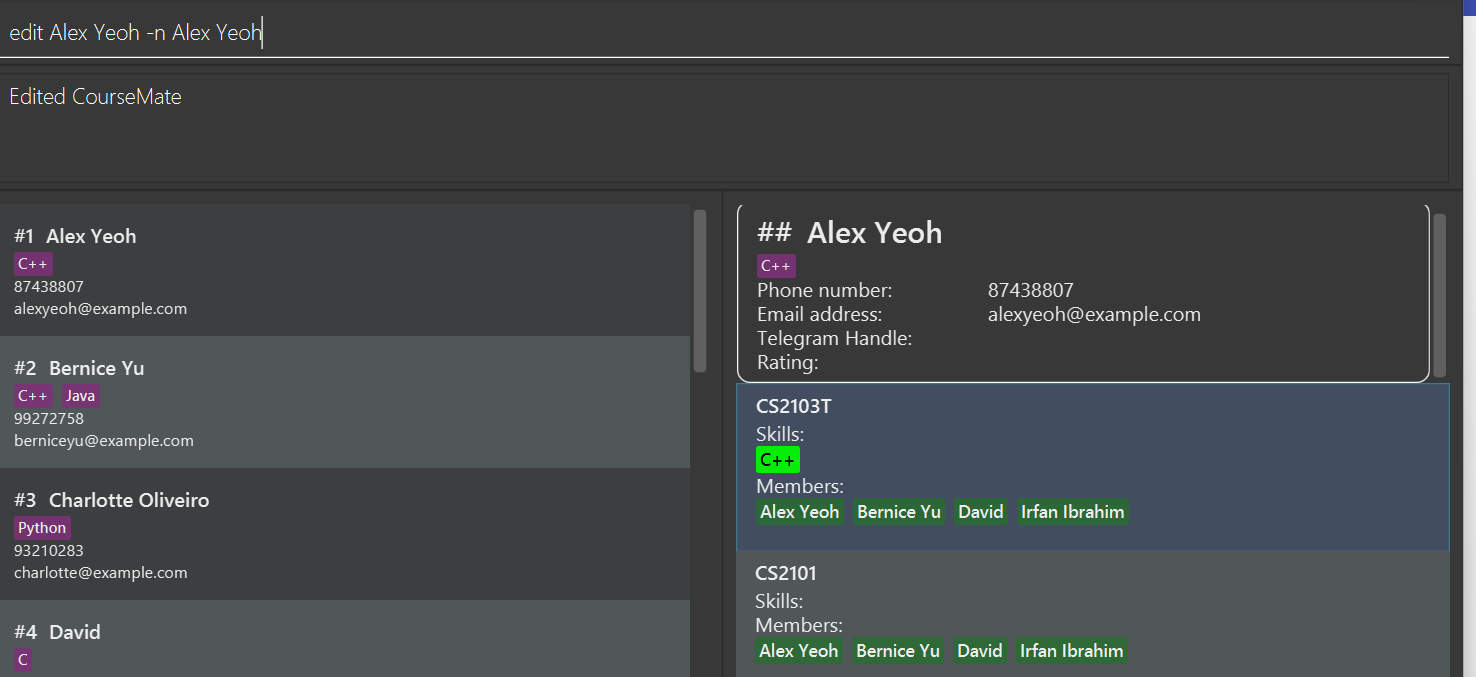 edit Alex Yeoh -n Alex Yeoh
Edited CourseMate
#1 Alex Yeoh
C++
87438807
alexyeoh@example.com
#2 Bernice Yu
C++ Java
99272758
berniceyu@example.com
#3 Charlotte Oliveiro
Python
93210283
charlotte@example.com
#4 David
C
## Alex Yeoh
C++
Phone number: 87438807
Email address: alexyeoh@example.com
Telegram Handle:
Rating:
CS2103T
Skills:
C++
Members:
Alex Yeoh Bernice Yu David Irfan Ibrahim
CS2101
Skills:
Members:
Alex Yeoh Bernice Yu David Irfan Ibrahim